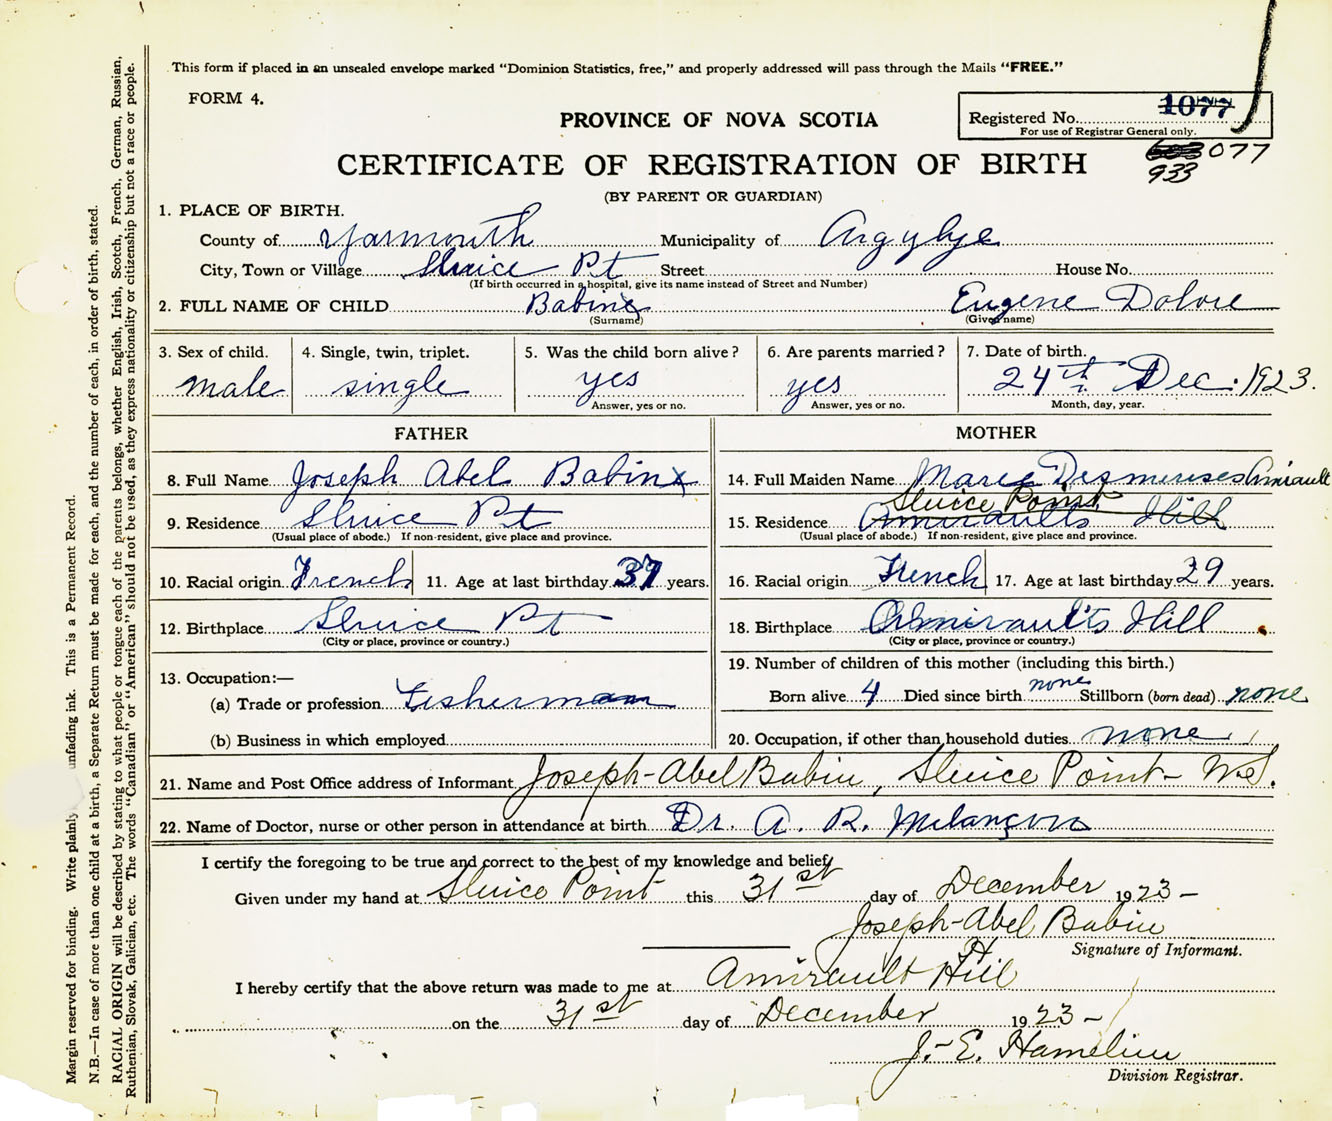 This form if placed in an unsealed envelope marked "Dominion Statistics, free," and properly addressed will pass through the Mails "FREE."
FORM 4.
Registered No. 1077
For use of Registrar General only.
PROVINCE OF NOVA SCOTIA
077
933
CERTIFICATE OF REGISTRATION OF BIRTH
(BY PARENT OR GUARDIAN)
1. PLACE OF BIRTH.
County of Yarmouth Municipality of Argyle
City, Town or Village Sluice Pt Street House No.
(If birth occurred in a hospital, give its name instead of Street and Number)
2. FULL NAME OF CHILD Babine Eugene Dolore
(Surname) (Given name)
3. Sex of child. 4. Single, twin, triplet. 5. Was the child born alive? 6. Are parents married? 7. Date of birth.
male single yes yes 24th Dec. 1923.
Answer, yes or no. Answer, yes or no. Month, day, year.
FATHER
8. Full Name Joseph Abel Babin
9. Residence Sluice Pt
(Usual place of abode.) If non-resident, give place and province.
10. Racial origin French 11. Age at last birthday 37 years.
12. Birthplace Sluice Pt
(City or place, province or country.)
13. Occupation:—
(a) Trade or profession Fisherman
(b) Business in which employed
MOTHER
14. Full Maiden Name Marie Amirault
Sluice Point
15. Residence Amiraults Hill
(Usual place of abode.) If non-resident, give place and province.
16. Racial origin French 17. Age at last birthday 29 years.
18. Birthplace Amiraults Hill
(City or place, province or country.)
19. Number of children of this mother (including this birth.)
Born alive 4 Died since birth none Stillborn (born dead) none
20. Occupation, if other than household duties none
21. Name and Post Office address of Informant Joseph-Abel Babin, Sluice Point- N.S.
22. Name of Doctor, nurse or other person in attendance at birth Dr. A. R. Melançon
I certify the foregoing to be true and correct to the best of my knowledge and belief,
Given under my hand at Sluice Point this 31st day of December 1923-
Joseph-Abel Babin
Signature of Informant.
I hereby certify that the above return was made to me at Amirault Hill
on the 31st day of December 1923-
J.-E. Hamelin
Division Registrar.
Margin reserved for binding. Write plainly unfading ink. This is a Permanent Record.
N.B.—In case of more than one child at a birth, a Separate Return must be made for each, and the number of each, in order of birth, stated.
RACIAL ORIGIN will be described by stating to what people or tongue each of the parents belongs, whether English, Irish, Scotch, French, German, Russian,
Ruthenian, Slovak, Galician, etc. The words "Canadian" or "American" should not be used, as they express nationality or citizenship but not a race or people.